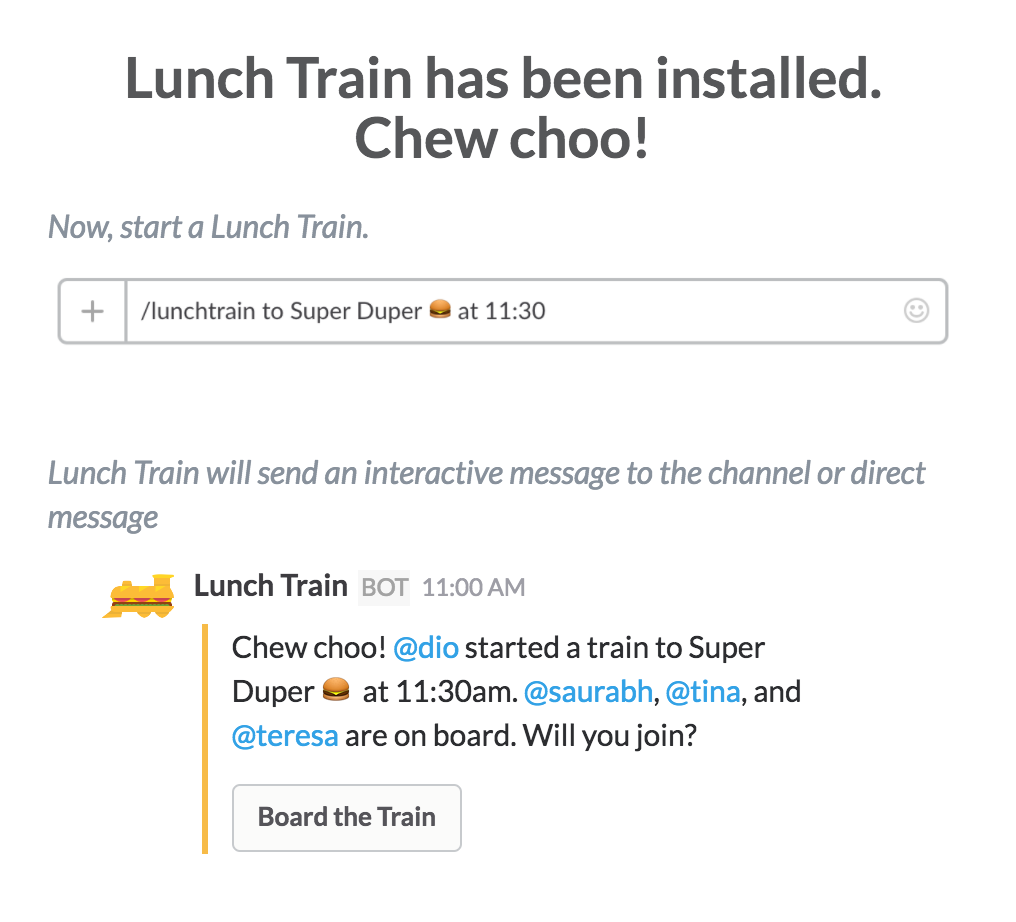 Lunch Train has been installed.
Chew choo!
Now, start a Lunch Train.
/lunchtrain to Super Duper 🍔 at 11:30
Lunch Train will send an interactive message to the channel or direct
message
Lunch Train BOT 11:00 AM
Chew choo! @dio started a train to Super
Duper 🍔 at 11:30am. @saurabh, @tina, and
@teresa are on board. Will you join?
Board the Train